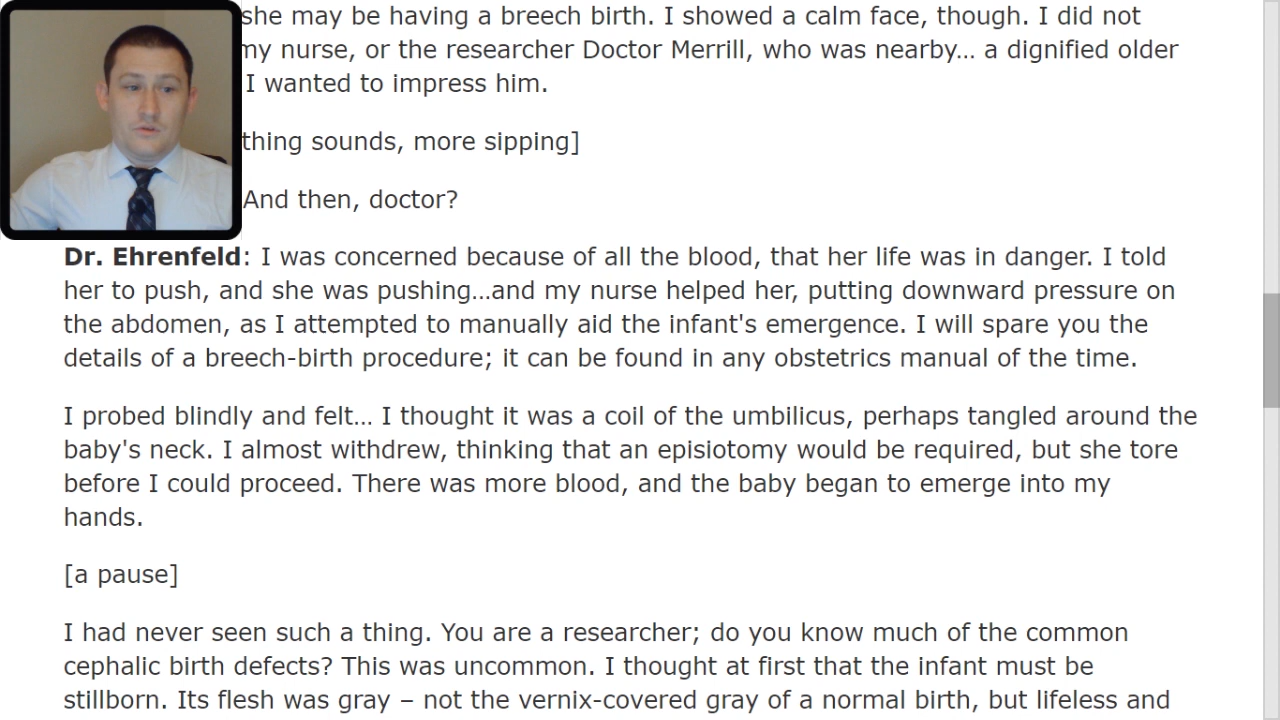 she may be having a breech birth. I showed a calm face, though. I did not
my nurse, or the researcher Doctor Merrill, who was nearby… a dignified older
I wanted to impress him.
thing sounds, more sipping]
And then, doctor?
Dr. Ehrenfeld: I was concerned because of all the blood, that her life was in danger. I told
her to push, and she was pushing…and my nurse helped her, putting downward pressure on
the abdomen, as I attempted to manually aid the infant's emergence. I will spare you the
details of a breech-birth procedure; it can be found in any obstetrics manual of the time.
I probed blindly and felt… I thought it was a coil of the umbilicus, perhaps tangled around the
baby's neck. I almost withdrew, thinking that an episiotomy would be required, but she tore
before I could proceed. There was more blood, and the baby began to emerge into my
hands.
[a pause]
I had never seen such a thing. You are a researcher; do you know much of the common
cephalic birth defects? This was uncommon. I thought at first that the infant must be
stillborn. Its flesh was gray – not the vernix-covered gray of a normal birth, but lifeless and